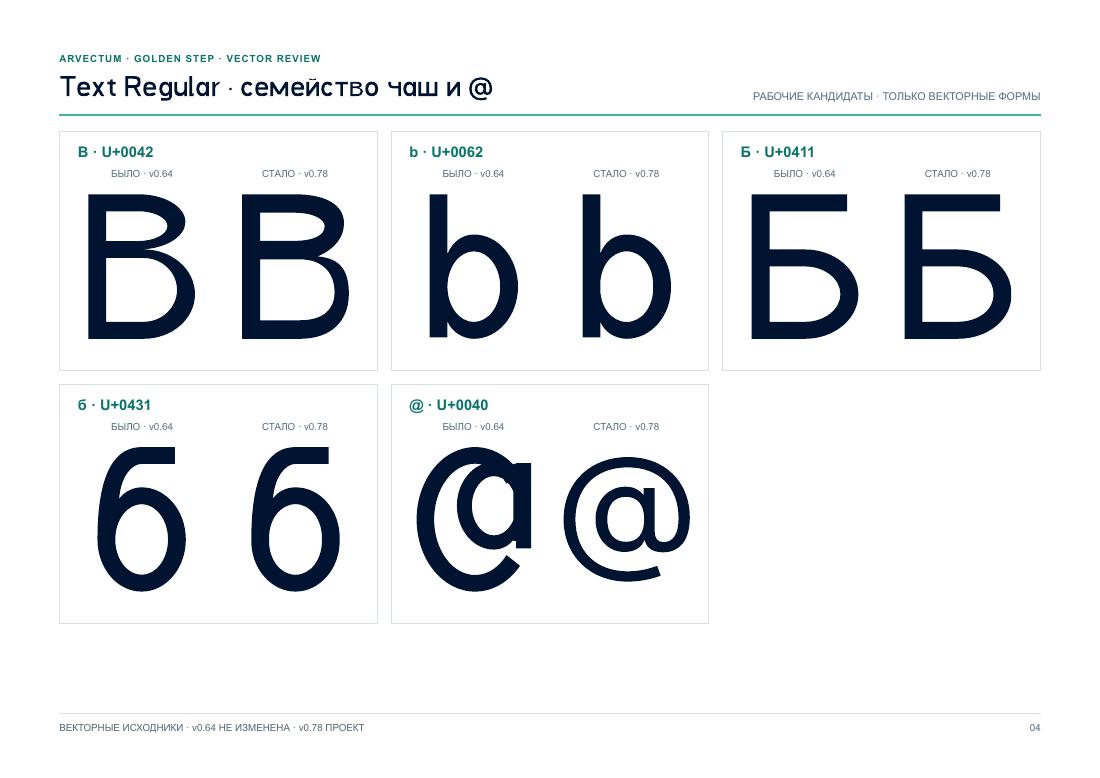 ARVECTUM · GOLDEN STEP · VECTOR REVIEW
Text Regular · семейство чаш и @
РАБОЧИЕ КАНДИДАТЫ · ТОЛЬКО ВЕКТОРНЫЕ ФОРМЫ
B · U+0042
БЫЛО · v0.64 СТАЛО · v0.78
B B
b · U+0062
БЫЛО · v0.64 СТАЛО · v0.78
b b
Б · U+0411
БЫЛО · v0.64 СТАЛО · v0.78
Б Б
б · U+0431
БЫЛО · v0.64 СТАЛО · v0.78
б б
@ · U+0040
БЫЛО · v0.64 СТАЛО · v0.78
@ @
ВЕКТОРНЫЕ ИСХОДНИКИ · v0.64 НЕ ИЗМЕНЕНА · v0.78 ПРОЕКТ
04